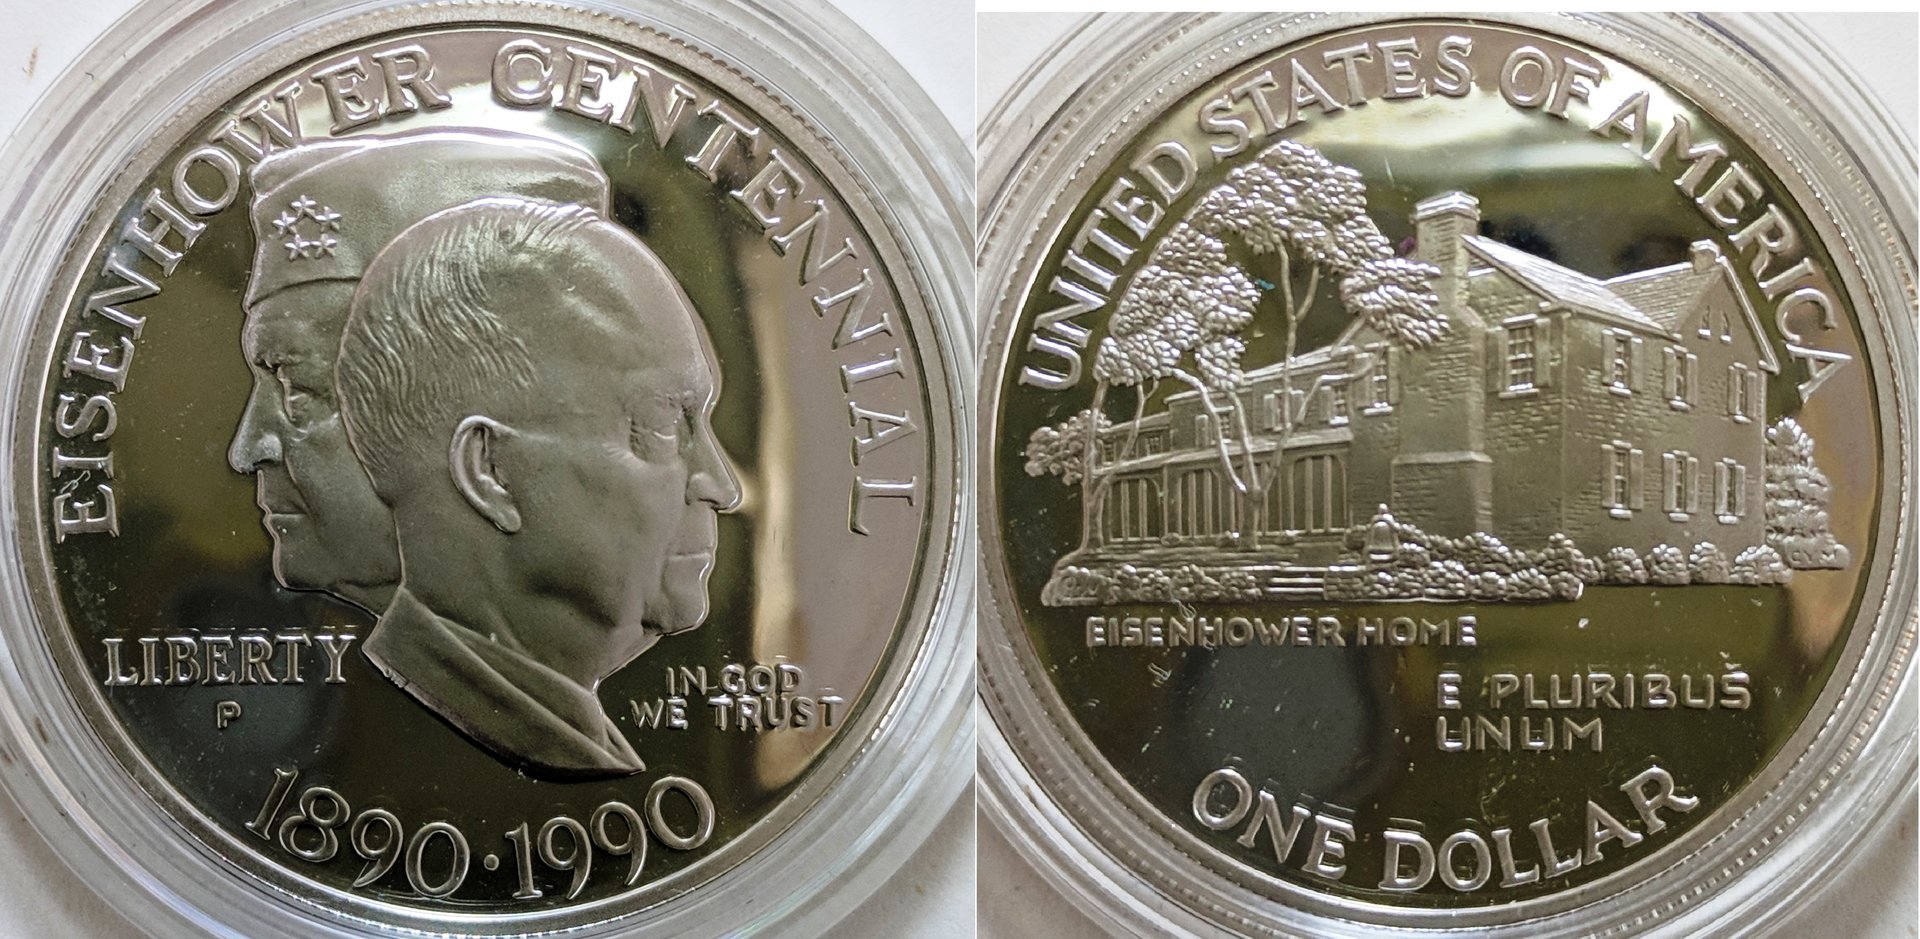 EISENHOWER CENTENNIAL
LIBERTY
P
IN GOD
WE TRUST
1890·1990
UNITED STATES OF AMERICA
EISENHOWER HOME
E PLURIBUS
UNUM
ONE DOLLAR